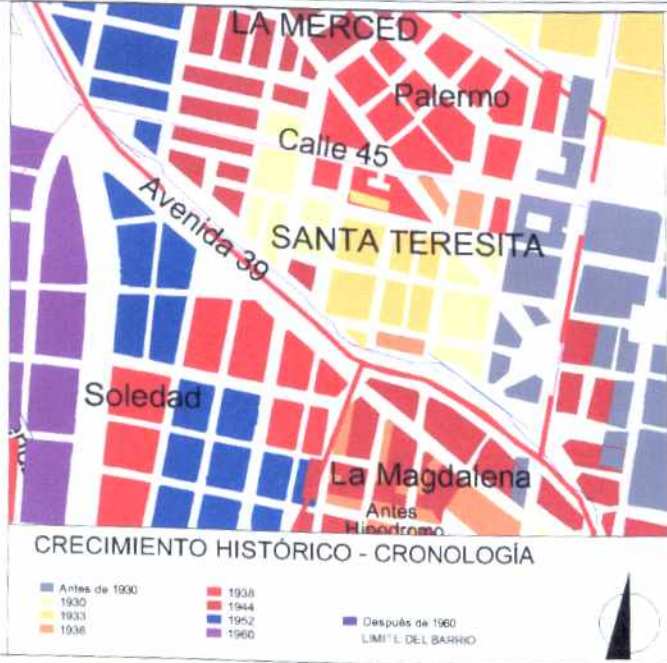 LA MERCED
Palermo
Calle 45
Avenida 39
SANTA TERESITA
Soledad
La Magdalena
Antes
Hipodromo
CRECIMIENTO HISTÓRICO - CRONOLOGÍA
Antes de 1930
1930
1933
1936
1938
1944
1952
1960
Después de 1960
LIMITE DEL BARRIO